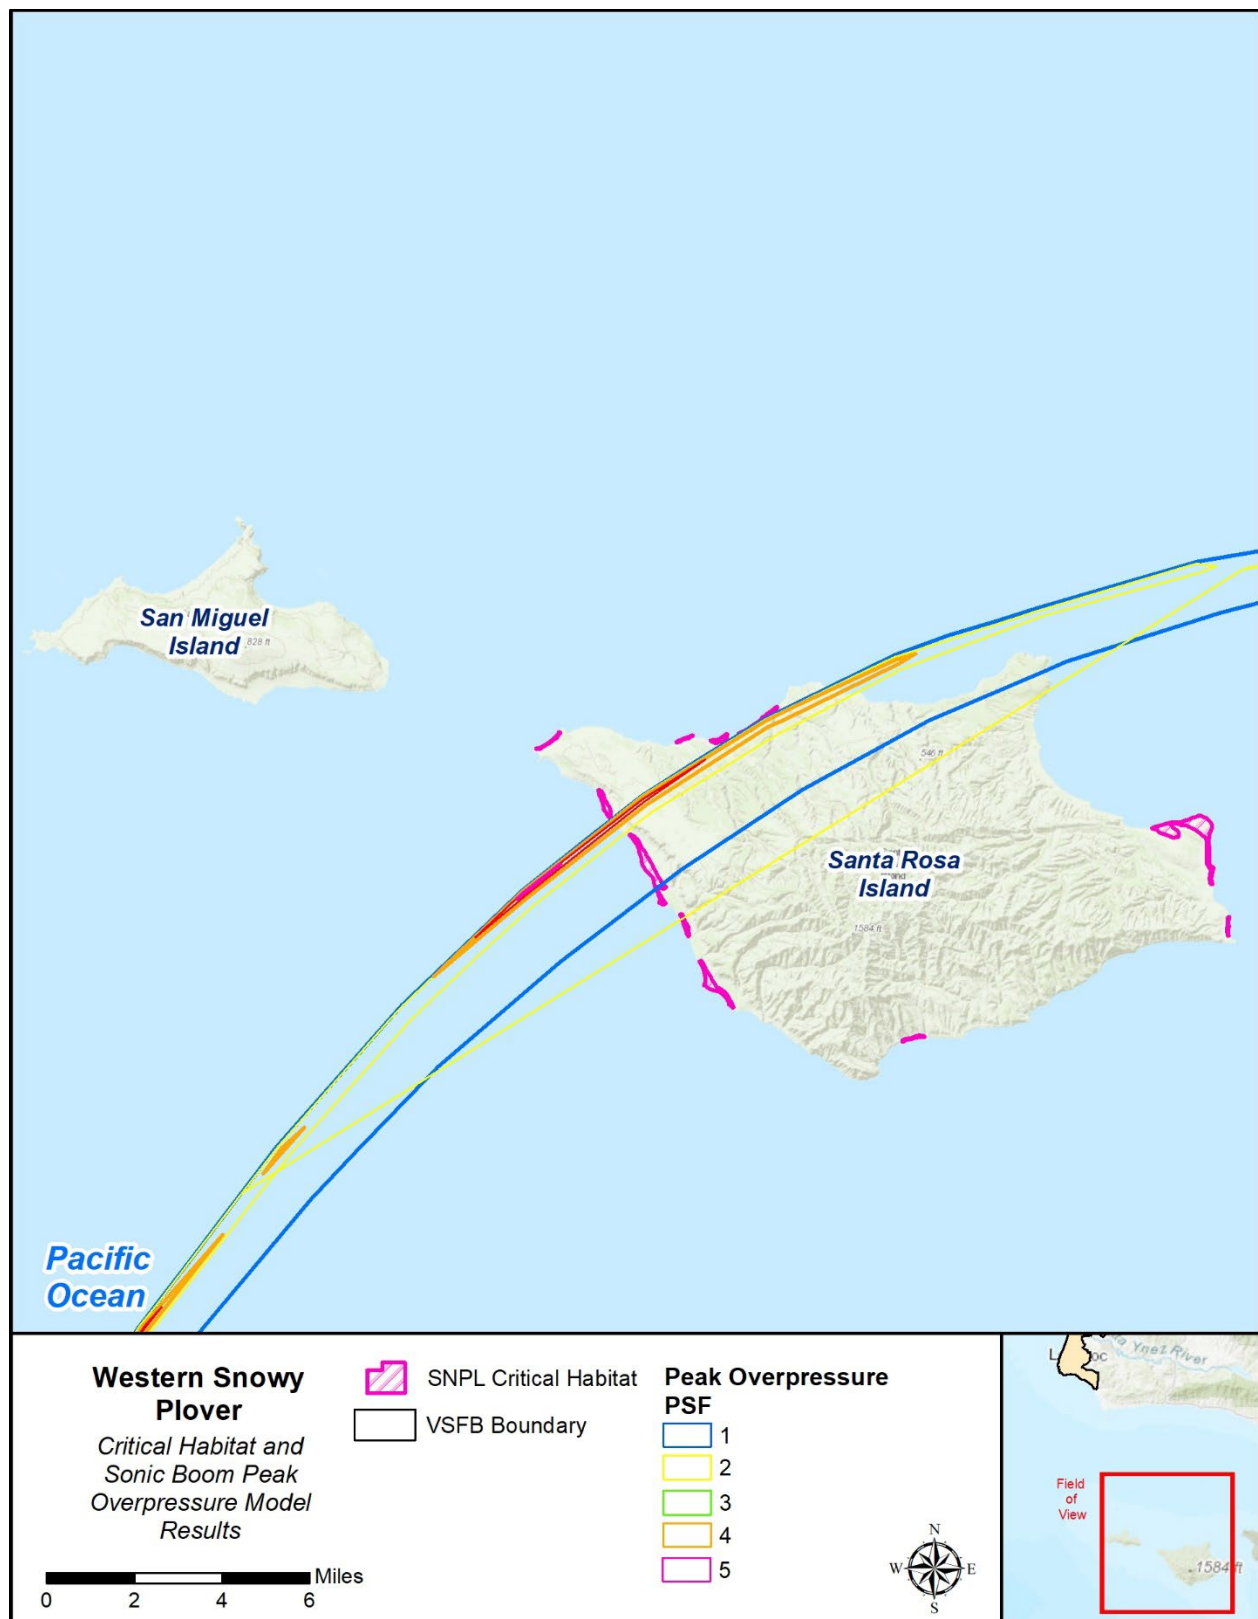 San Miguel
Island
828 ft
546 ft
Santa Rosa
Island
1584 ft
Pacific
Ocean
Western Snowy
Plover
Critical Habitat and
Sonic Boom Peak
Overpressure Model
Results
Miles
0 2 4 6
SNPL Critical Habitat
VSFB Boundary
Peak Overpressure
PSF
1
2
3
4
5
N
W E
S
Ynez River
L oc
Field
of
View
1584 ft